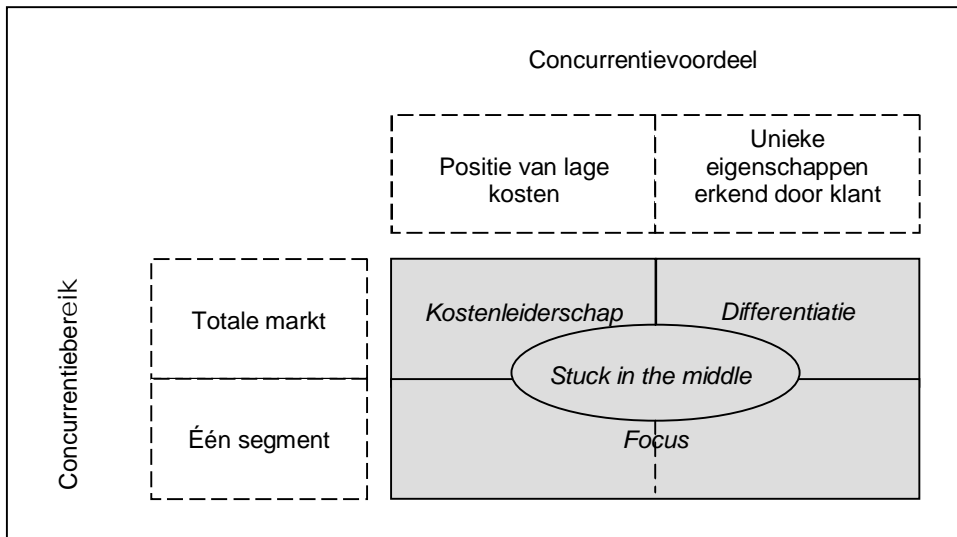 Concurrentievoordeel
Positie van lage
kosten
Unieke
eigenschappen
erkend door klant
Concurrentiebereik
Totale markt
Kostenleiderschap
Differentiatie
Stuck in the middle
Één segment
Focus